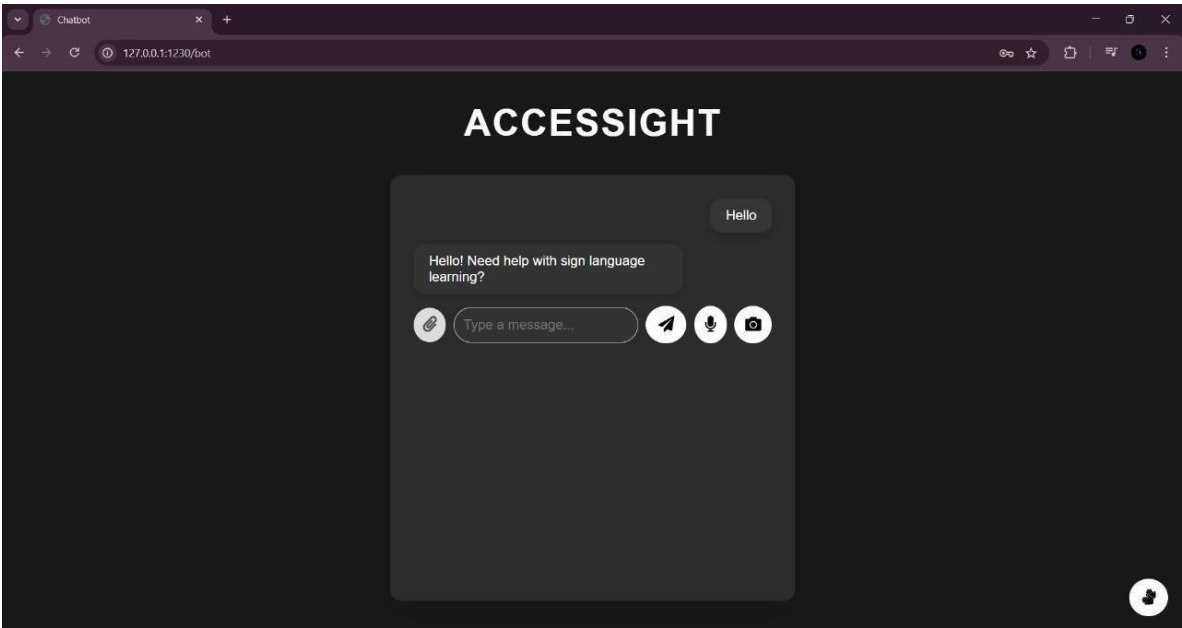 Chatbot
127.0.0.1:1230/bot
ACCESSIGHT
Hello
Hello! Need help with sign language
learning?
Type a message...